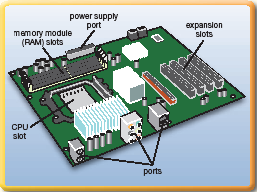 power supply
port
memory module
(RAM) slots
expansion
slots
CPU
slot
ports